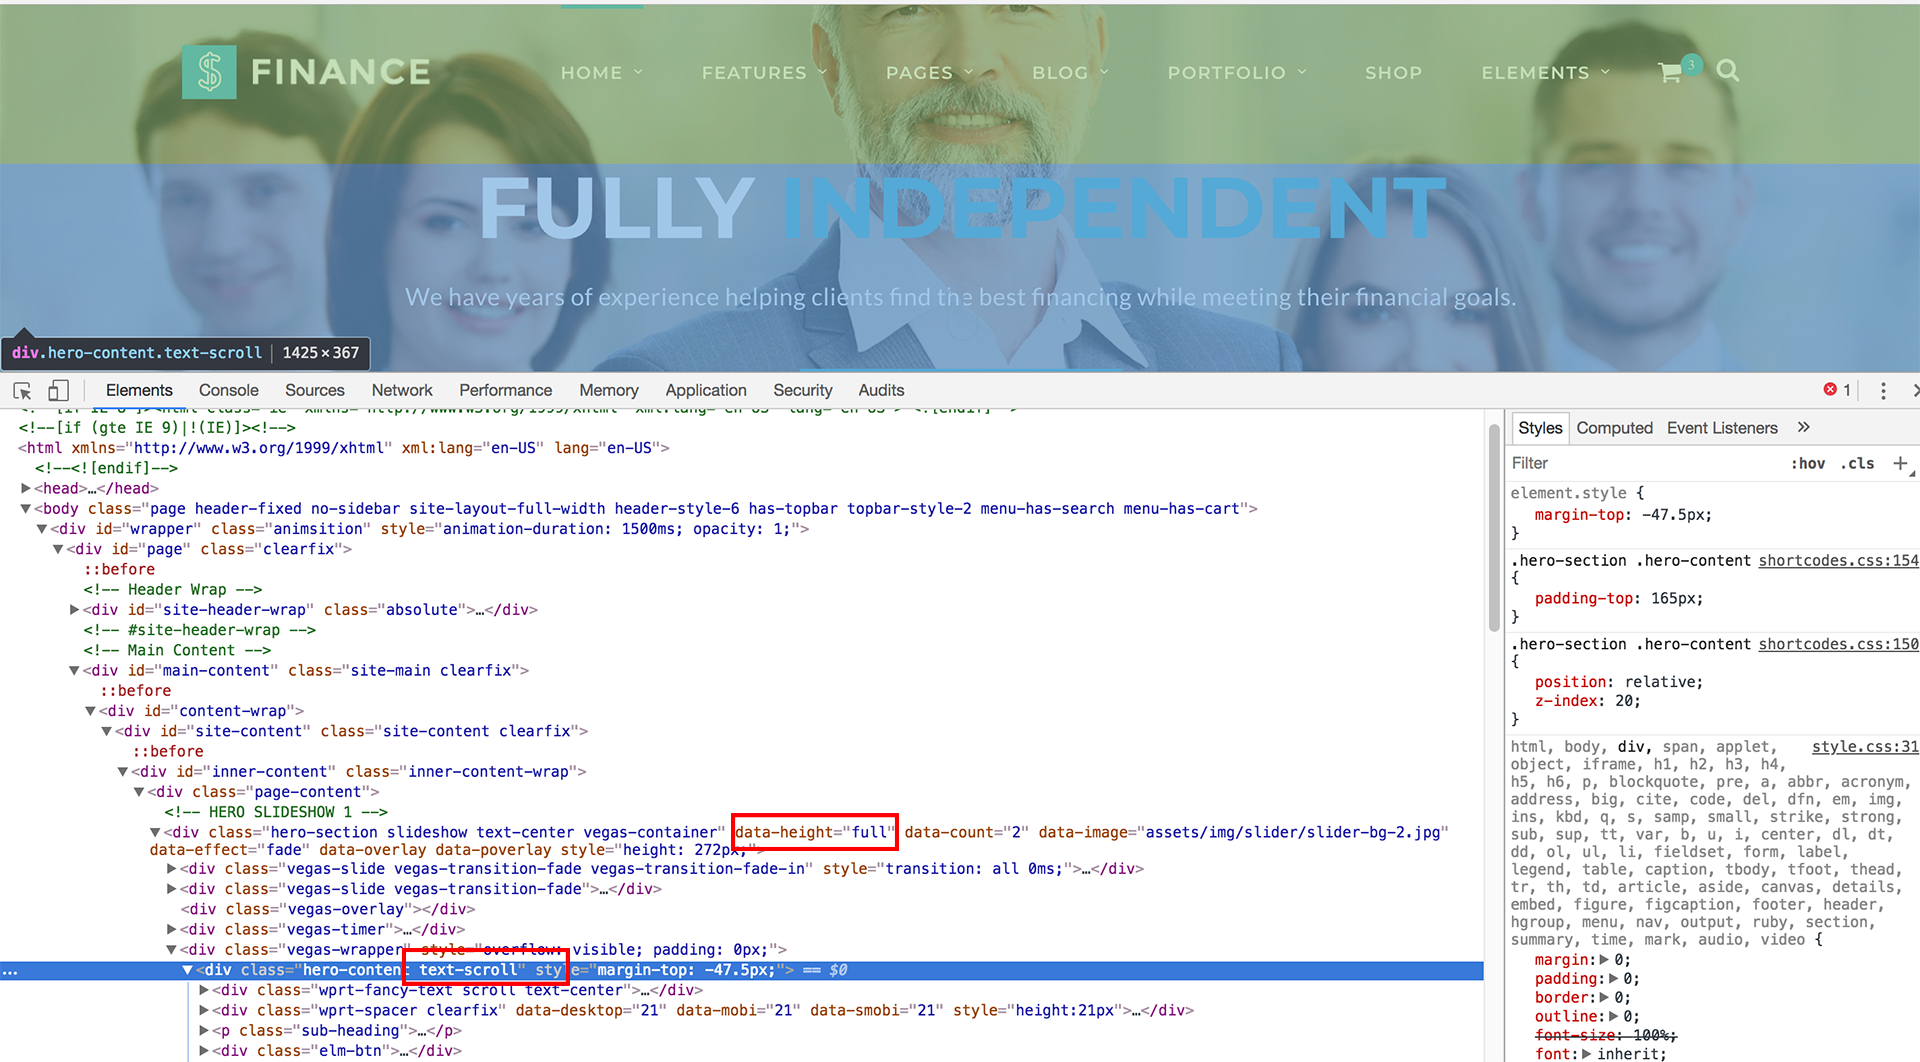 FINANCE
HOME FEATURES PAGES BLOG PORTFOLIO SHOP ELEMENTS 3
FULLY INDEPENDENT
We have years of experience helping clients find the best financing while meeting their financial goals.
div.hero-content.text-scroll 1425×367
Elements Console Sources Network Performance Memory Application Security Audits 1
<!--[if (gte IE 9)|!(IE)]><!-->
<html xmlns="http://www.w3.org/1999/xhtml" xml:lang="en-US" lang="en-US">
<!--<![endif]-->
<head>…</head>
<body class="page header-fixed no-sidebar site-layout-full-width header-style-6 has-topbar topbar-style-2 menu-has-search menu-has-cart">
<div id="wrapper" class="animsition" style="animation-duration: 1500ms; opacity: 1;">
<div id="page" class="clearfix">
::before
<!-- Header Wrap -->
<div id="site-header-wrap" class="absolute">…</div>
<!-- #site-header-wrap -->
<!-- Main Content -->
<div id="main-content" class="site-main clearfix">
::before
<div id="content-wrap">
<div id="site-content" class="site-content clearfix">
::before
<div id="inner-content" class="inner-content-wrap">
<div class="page-content">
<!-- HERO SLIDESHOW 1 -->
<div class="hero-section slideshow text-center vegas-container" data-height="full" data-count="2" data-image="assets/img/slider/slider-bg-2.jpg"
data-effect="fade" data-overlay data-poverlay style="height: 272px;">
<div class="vegas-slide vegas-transition-fade vegas-transition-fade-in" style="transition: all 0ms;">…</div>
<div class="vegas-slide vegas-transition-fade">…</div>
<div class="vegas-overlay"></div>
<div class="vegas-timer">…</div>
<div class="vegas-wrapper" style="overflow: visible; padding: 0px;">
… <div class="hero-content text-scroll" style="margin-top: -47.5px;"> == $0
<div class="wprt-fancy-text scroll text-center">…</div>
<div class="wprt-spacer clearfix" data-desktop="21" data-mobi="21" data-smobi="21" style="height:21px">…</div>
<p class="sub-heading">…</p>
<div class="elm-btn">…</div>
Styles Computed Event Listeners »
Filter :hov .cls +
element.style {
margin-top: -47.5px;
}
.hero-section .hero-content shortcodes.css:154
{
padding-top: 165px;
}
.hero-section .hero-content shortcodes.css:150
{
position: relative;
z-index: 20;
}
html, body, div, span, applet, style.css:31
object, iframe, h1, h2, h3, h4,
h5, h6, p, blockquote, pre, a, abbr, acronym,
address, big, cite, code, del, dfn, em, img,
ins, kbd, q, s, samp, small, strike, strong,
sub, sup, tt, var, b, u, i, center, dl, dt,
dd, ol, ul, li, fieldset, form, label,
legend, table, caption, tbody, tfoot, thead,
tr, th, td, article, aside, canvas, details,
embed, figure, figcaption, footer, header,
hgroup, menu, nav, output, ruby, section,
summary, time, mark, audio, video {
margin: 0;
padding: 0;
border: 0;
outline: 0;
font-size: 100%;
font: inherit;